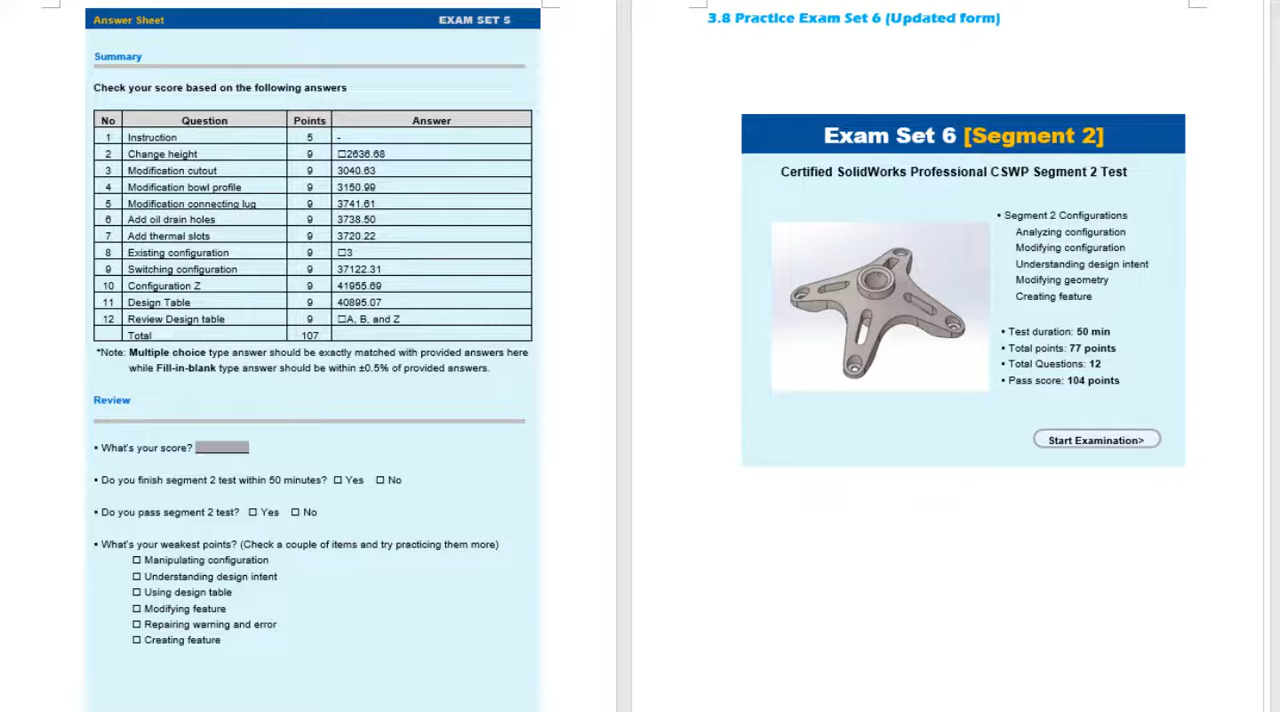 Answer Sheet EXAM SET 5
Summary
Check your score based on the following answers
No Question Points Answer
1 Instruction 5 -
2 Change height 9 □2636.68
3 Modification cutout 9 3040.63
4 Modification bowl profile 9 3150.99
5 Modification connecting lug 9 3741.61
6 Add oil drain holes 9 3738.50
7 Add thermal slots 9 3720.22
8 Existing configuration 9 □3
9 Switching configuration 9 37122.31
10 Configuration Z 9 41955.69
11 Design Table 9 40895.07
12 Review Design table 9 □A, B, and Z
Total 107
*Note: Multiple choice type answer should be exactly matched with provided answers here
while Fill-in-blank type answer should be within ±0.5% of provided answers.
Review
• What's your score?
• Do you finish segment 2 test within 50 minutes? □ Yes □ No
• Do you pass segment 2 test? □ Yes □ No
• What's your weakest points? (Check a couple of items and try practicing them more)
□ Manipulating configuration
□ Understanding design intent
□ Using design table
□ Modifying feature
□ Repairing warning and error
□ Creating feature
3.8 Practice Exam Set 6 (Updated form)
Exam Set 6 [Segment 2]
Certified SolidWorks Professional CSWP Segment 2 Test
• Segment 2 Configurations
Analyzing configuration
Modifying configuration
Understanding design intent
Modifying geometry
Creating feature
• Test duration: 50 min
• Total points: 77 points
• Total Questions: 12
• Pass score: 104 points
Start Examination>